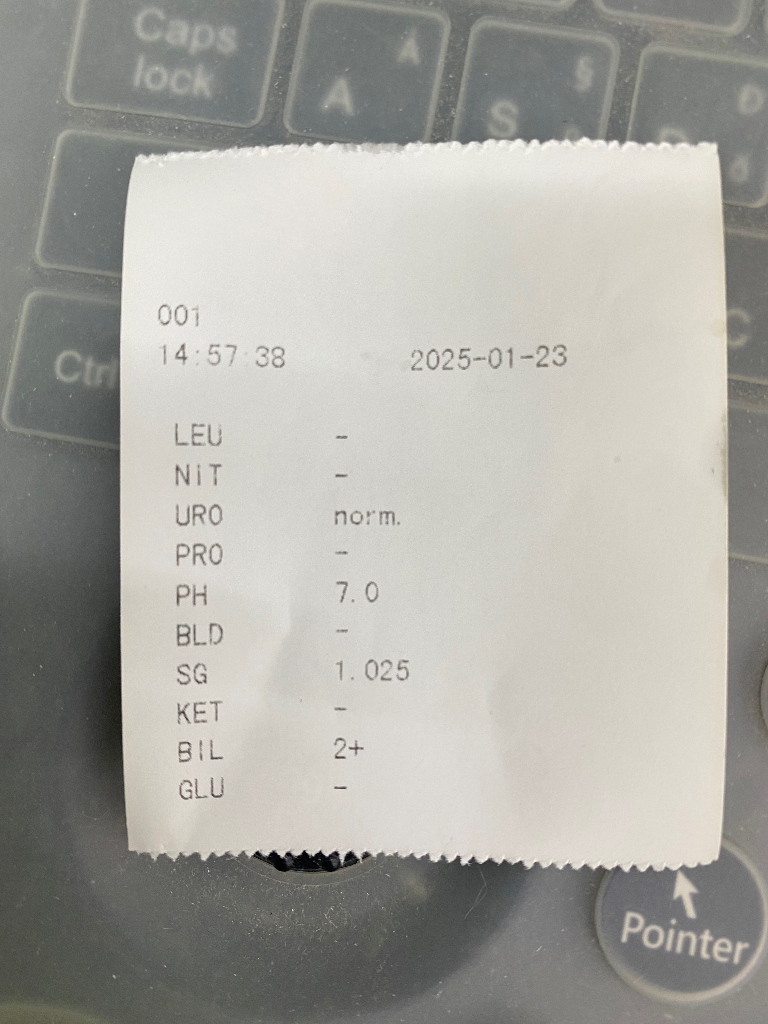 Caps
lock
A
Å
S
§
Đ
Ctrl
C
001
14:57:38 2025-01-23
LEU -
NiT -
URO norm.
PRO -
PH 7.0
BLD -
SG 1.025
KET -
BIL 2+
GLU -
Pointer